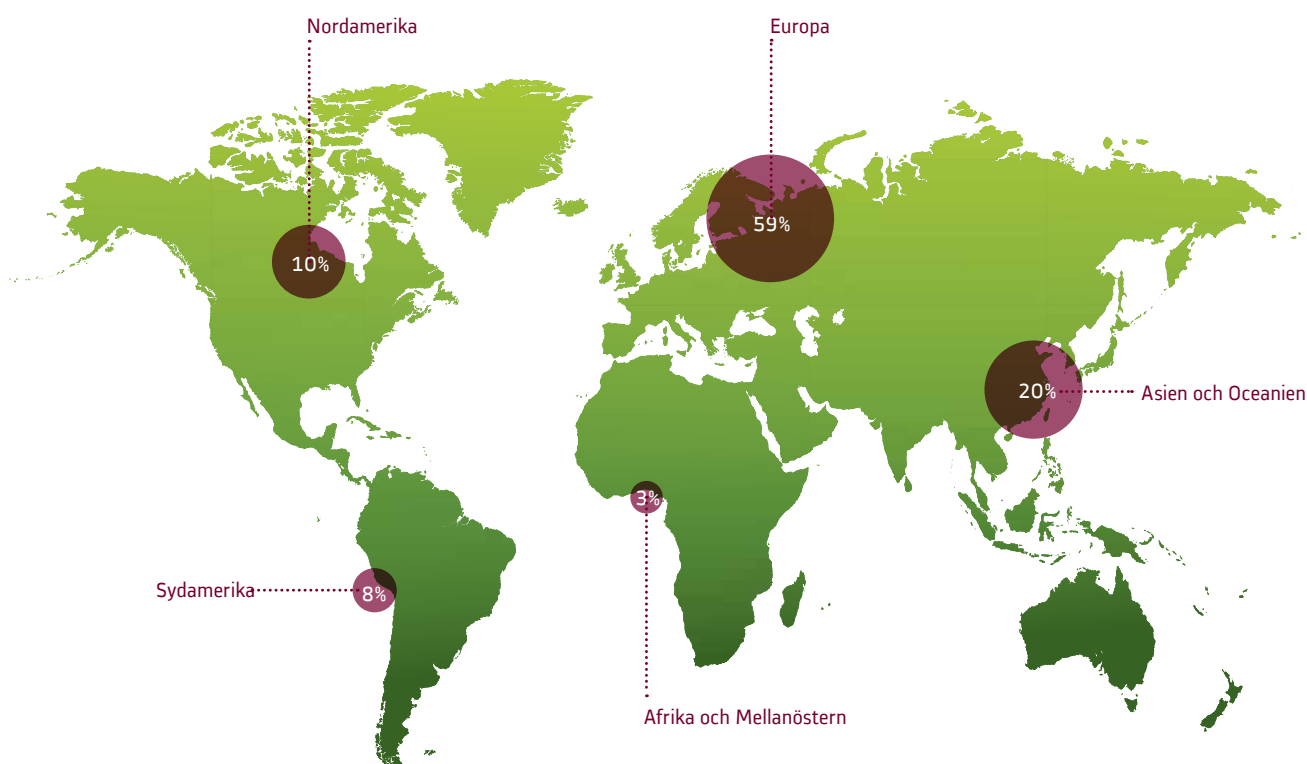 Nordamerika
Europa
59%
10%
20%
Asien och Oceanien
3%
Sydamerika
8%
Afrika och Mellanöstern